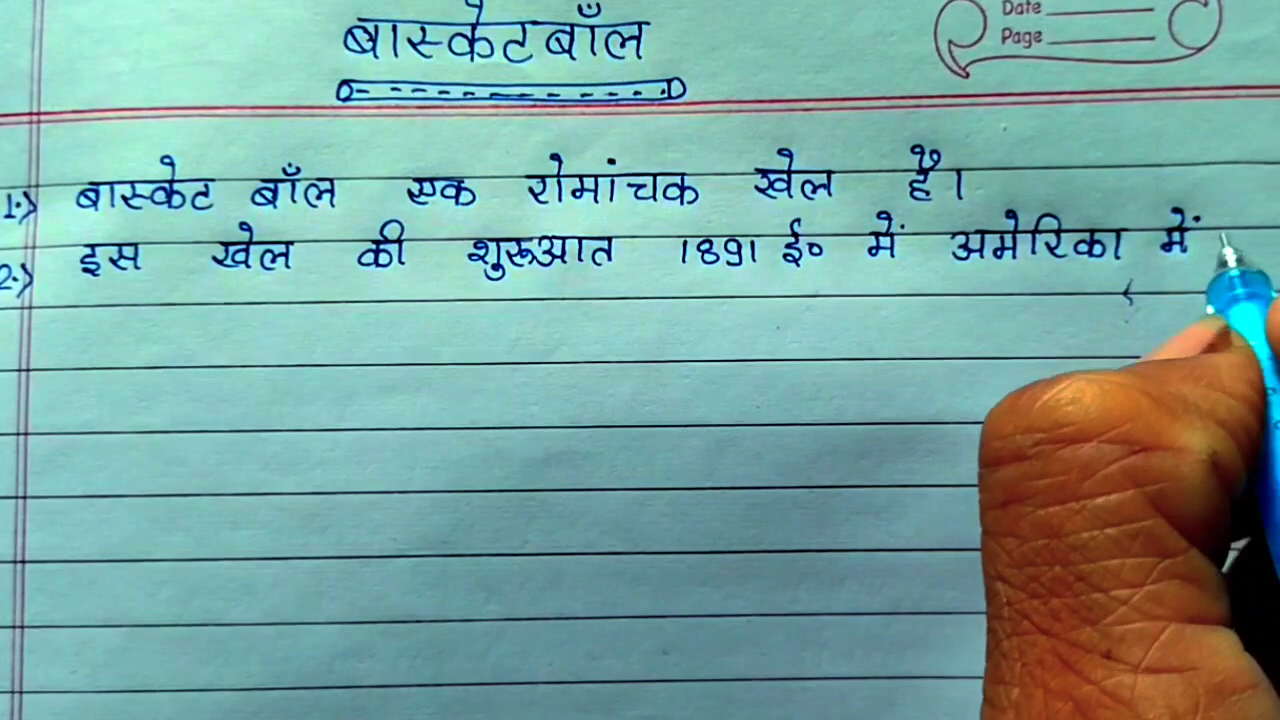 बास्केटबॉल
Date
Page
1.) बास्केट बॉल एक रोमांचक खेल है।
2.) इस खेल की शुरूआत 1891 ई० में अमेरिका में